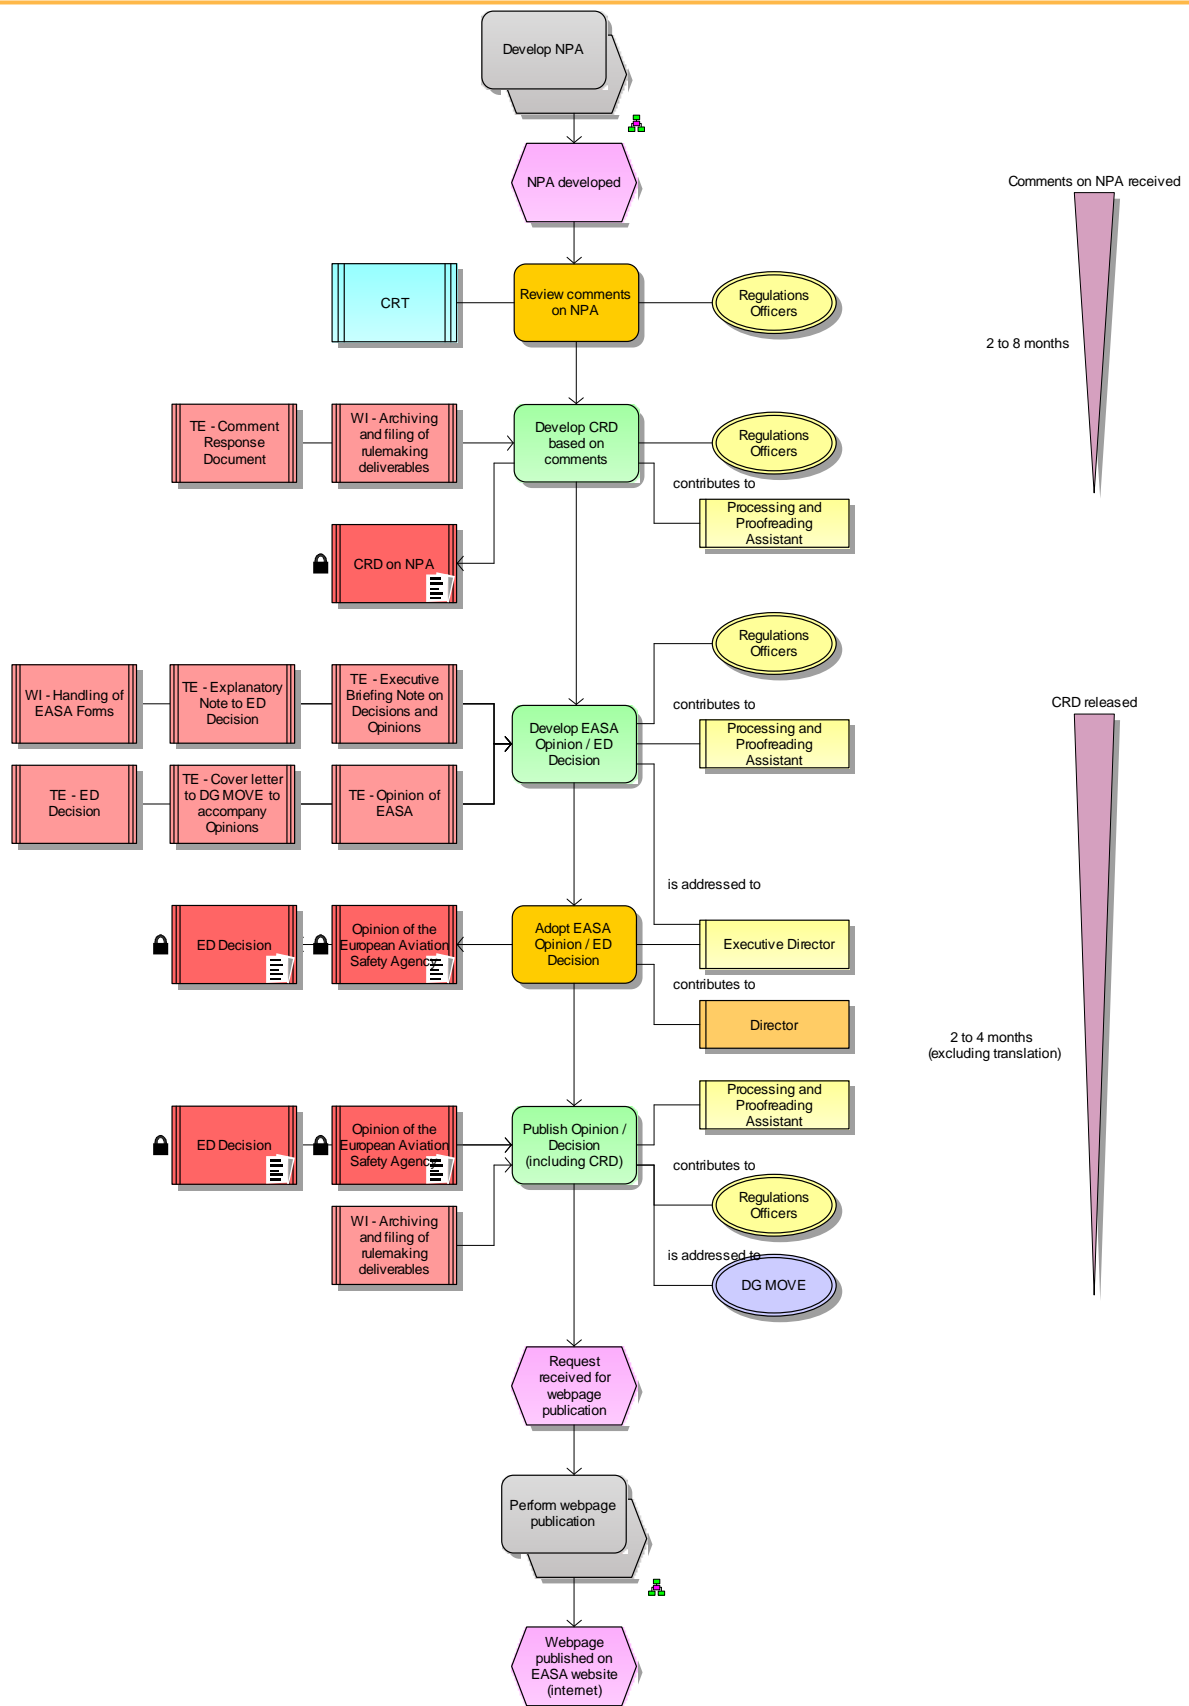 Develop NPA
NPA developed
Comments on NPA received
CRT
Review comments
on NPA
Regulations
Officers
2 to 8 months
TE - Comment
Response
Document
WI - Archiving
and filing of
rulemaking
deliverables
Develop CRD
based on
comments
Regulations
Officers
contributes to
Processing and
Proofreading
Assistant
CRD on NPA
Regulations
Officers
WI - Handling of
EASA Forms
TE - Explanatory
Note to ED
Decision
TE - Executive
Briefing Note on
Decisions and
Opinions
Develop EASA
Opinion / ED
Decision
contributes to
Processing and
Proofreading
Assistant
CRD released
TE - ED
Decision
TE - Cover letter
to DG MOVE to
accompany
Opinions
TE - Opinion of
EASA
is addressed to
ED Decision
Opinion of the
European Aviation
Safety Agency
Adopt EASA
Opinion / ED
Decision
Executive Director
contributes to
Director
2 to 4 months
(excluding translation)
Processing and
Proofreading
Assistant
ED Decision
Opinion of the
European Aviation
Safety Agency
Publish Opinion /
Decision
(including CRD)
contributes to
Regulations
Officers
WI - Archiving
and filing of
rulemaking
deliverables
is addressed to
DG MOVE
Request
received for
webpage
publication
Perform webpage
publication
Webpage
published on
EASA website
(internet)